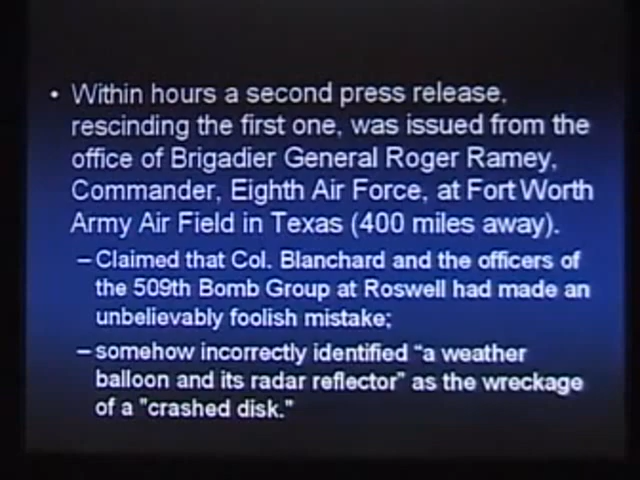 • Within hours a second press release,
rescinding the first one, was issued from the
office of Brigadier General Roger Ramey,
Commander, Eighth Air Force, at Fort Worth
Army Air Field in Texas (400 miles away).
–Claimed that Col. Blanchard and the officers of
the 509th Bomb Group at Roswell had made an
unbelievably foolish mistake;
–somehow incorrectly identified “a weather
balloon and its radar reflector” as the wreckage
of a "crashed disk."